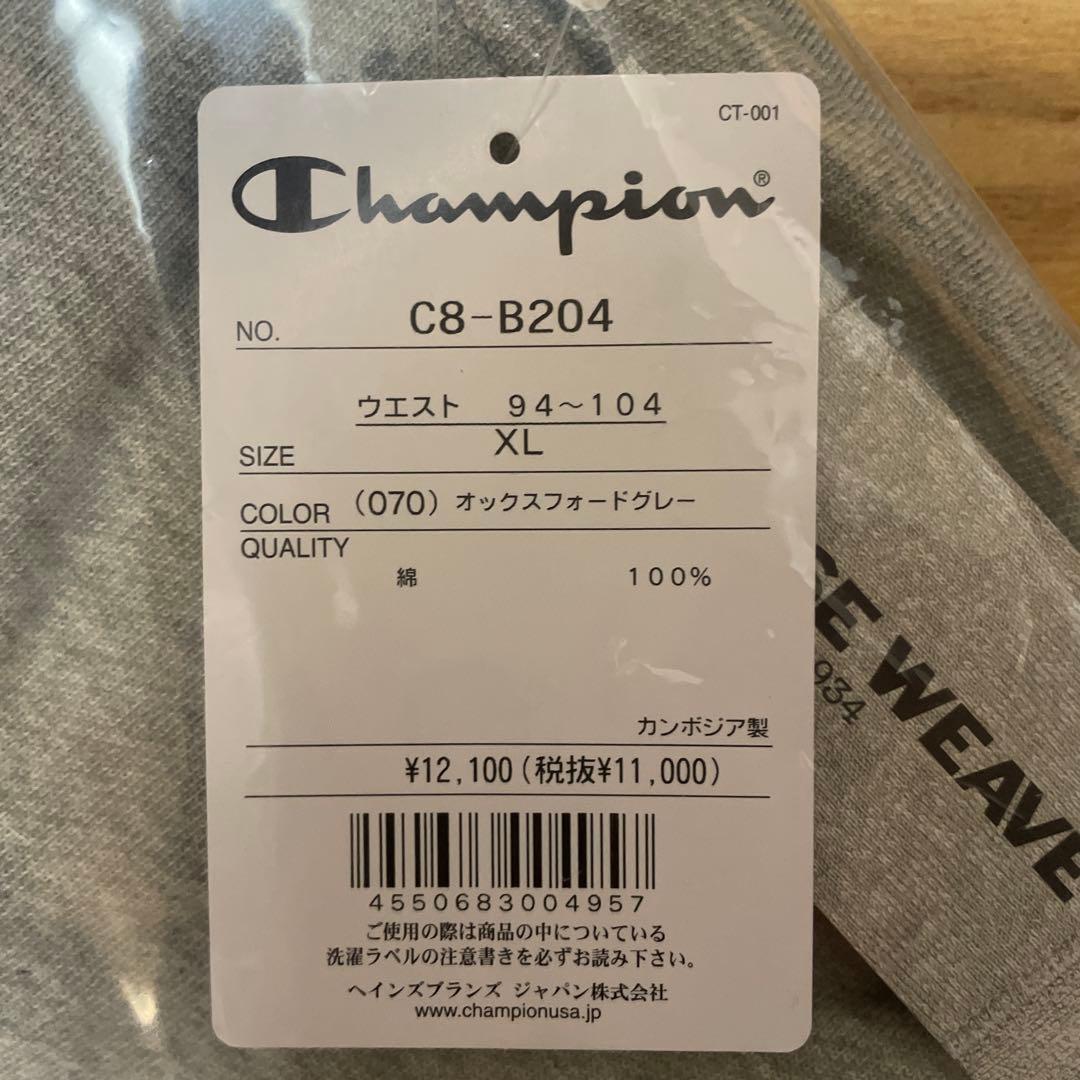 CT-001
Champion®
NO. C8-B204
ウエスト 94～104
SIZE XL
COLOR (070) オックスフォードグレー
QUALITY
綿 100%
カンボジア製
¥12,100(税抜¥11,000)
4550683004957
ご使用の際は商品の中についている
洗濯ラベルの注意書きを必ずお読み下さい。
ヘインズブランズ ジャパン株式会社
www.championusa.jp
WEAVE
934